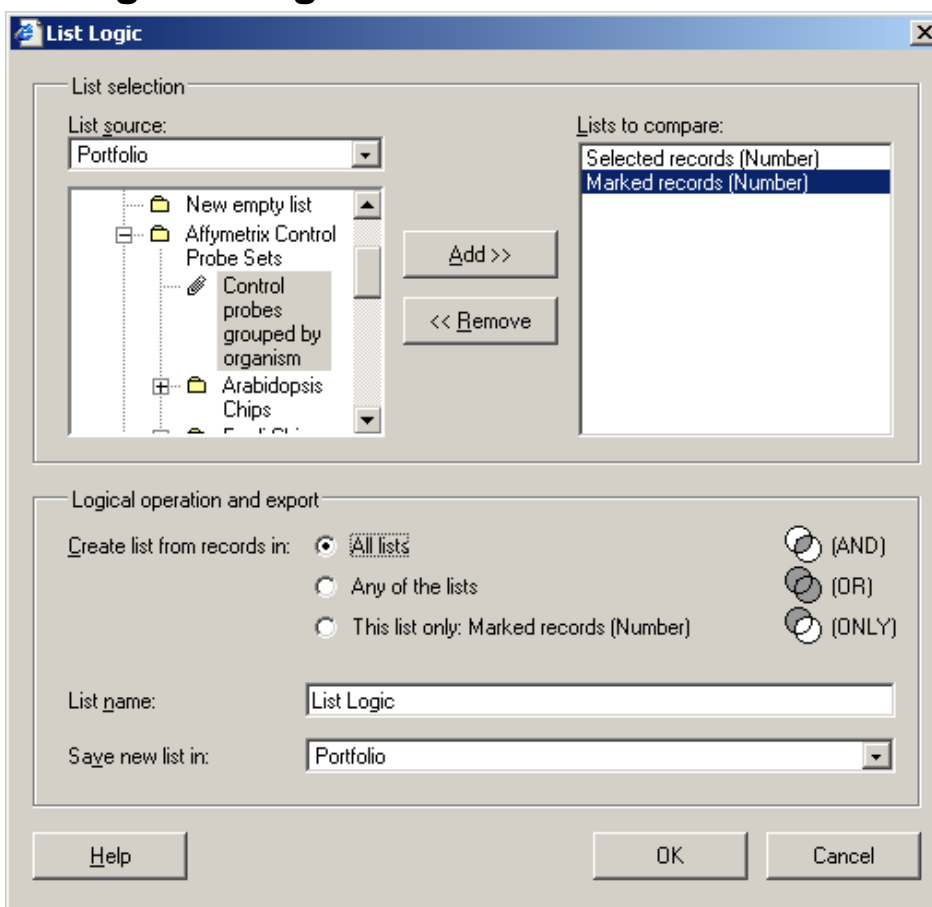 List Logic
List selection
List source:
Portfolio
New empty list
Affymetrix Control
Probe Sets
Control
probes
grouped by
organism
Arabidopsis
Chips
Add >>
<< Remove
Lists to compare:
Selected records (Number)
Marked records (Number)
Logical operation and export
Create list from records in:
All lists
(AND)
Any of the lists
(OR)
This list only: Marked records (Number)
(ONLY)
List name:
List Logic
Save new list in:
Portfolio
Help
OK
Cancel